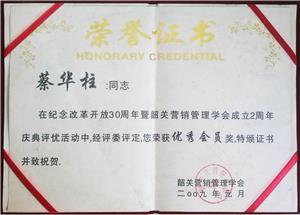 荣誉证书
HONORARY CREDENTIAL
蔡华柱:同志
在纪念改革开放30周年暨韶关营销管理学会成立2周年
庆典评优活动中,经评委评定,您荣获优秀会员奖,特颁证书
并致祝贺.
韶关营销管理学会
二oo九年元月